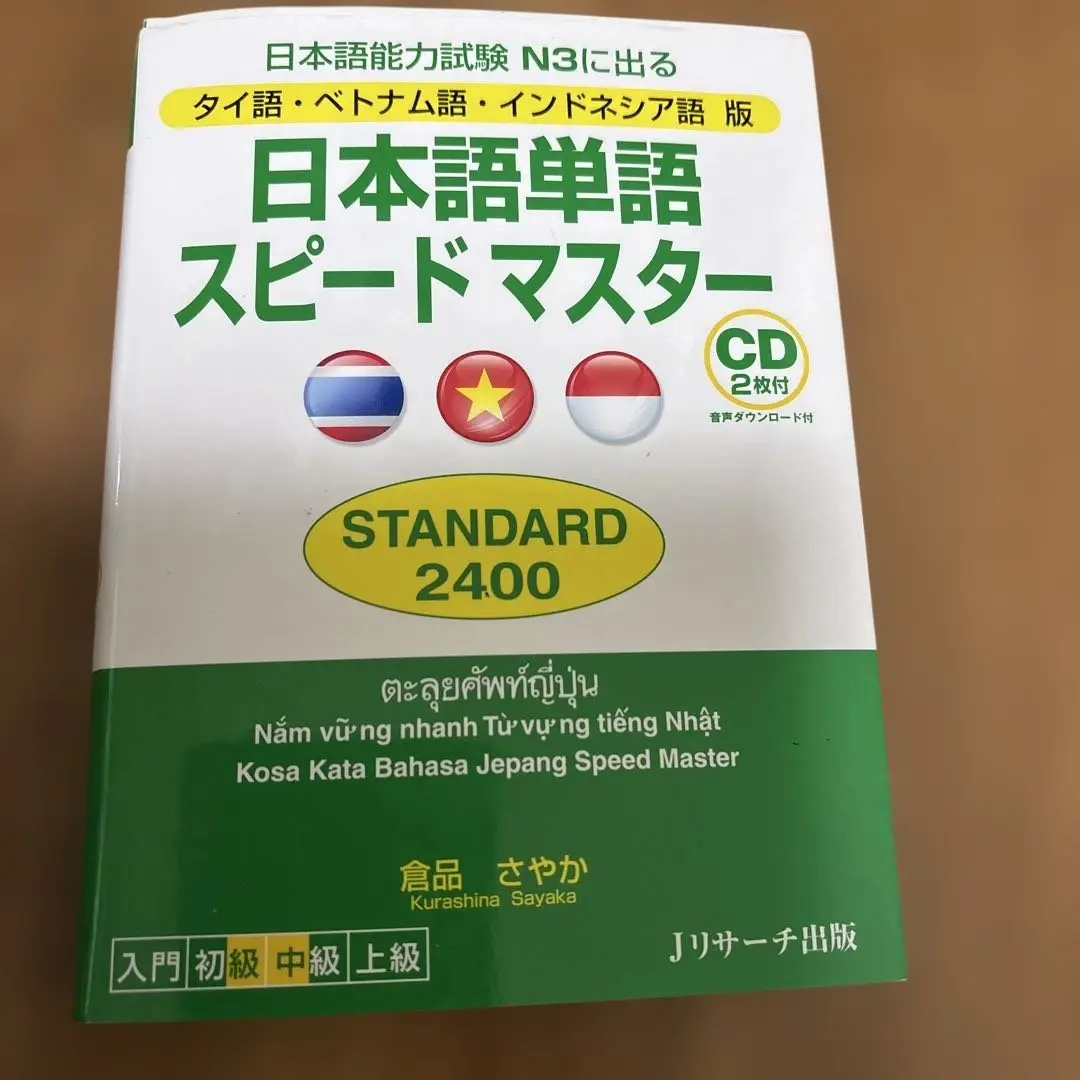 日本語能力試験 N3に出る
タイ語・ベトナム語・インドネシア語 版
日本語単語
スピードマスター
CD
2枚付
音声ダウンロード付
STANDARD
2400
ตะลุยศัพท์ญี่ปุ่น
Nắm vững nhanh Từ vựng tiếng Nhật
Kosa Kata Bahasa Jepang Speed Master
倉品 さやか
Kurashina Sayaka
入門 初級 中級 上級
Jリサーチ出版